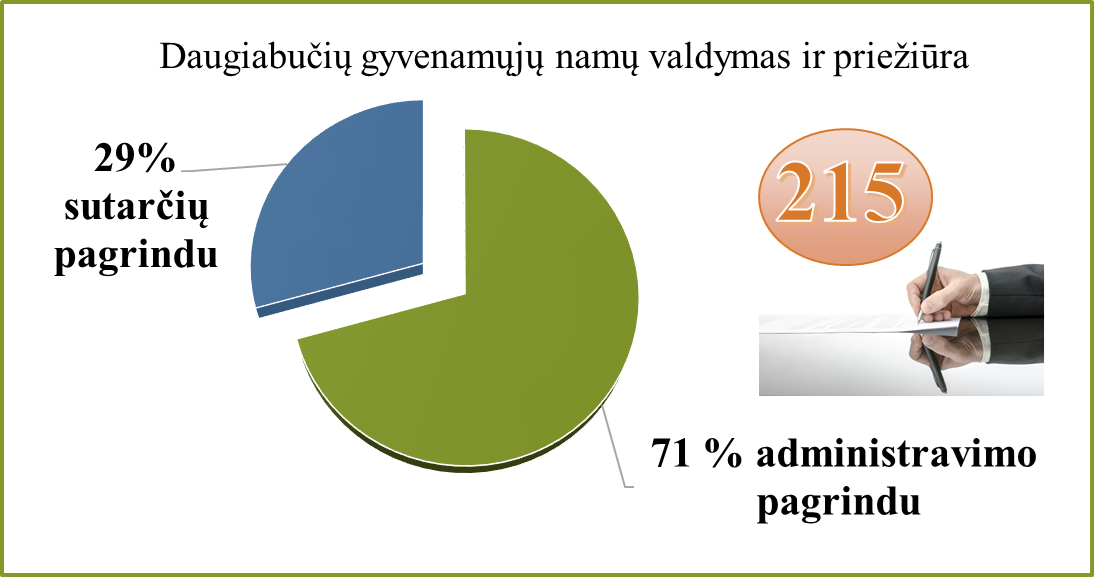 Daugiabučių gyvenamųjų namų valdymas ir priežiūra
29%
sutarčių
pagrindu
215
71 % administravimo
pagrindu